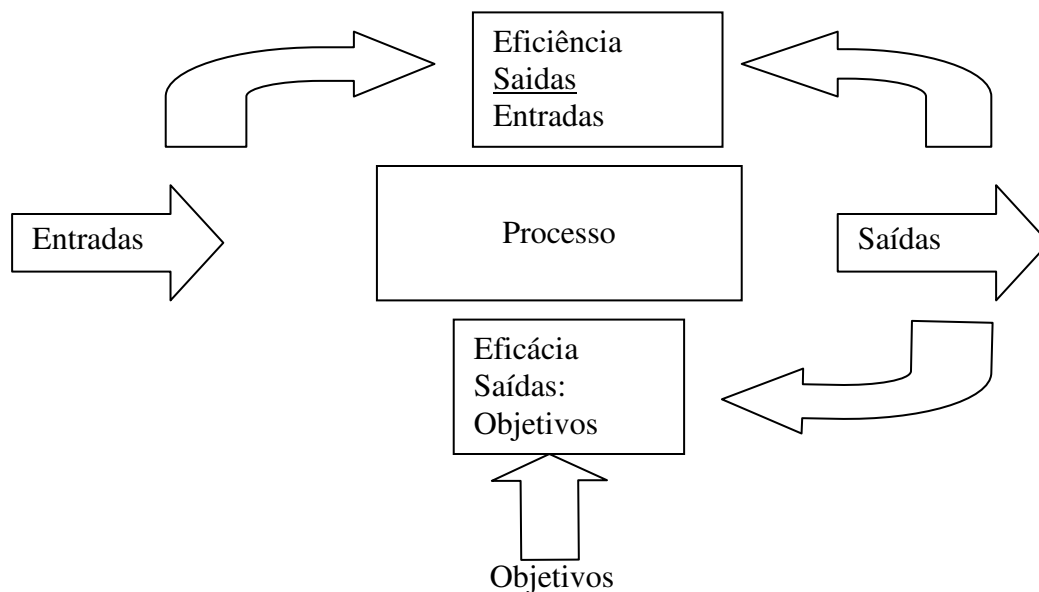 Eficiência
Saidas
Entradas
Entradas
Processo
Saídas
Eficácia
Saídas:
Objetivos
Objetivos